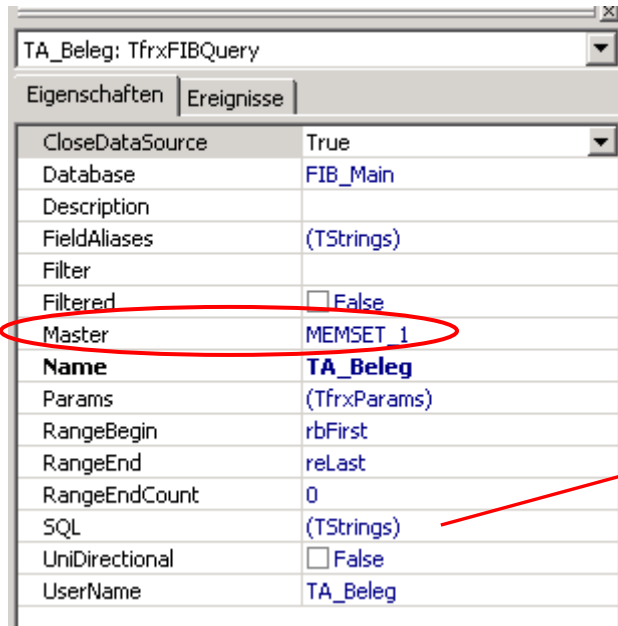 TA_Beleg: TfrxFIBQuery
Eigenschaften Ereignisse
CloseDataSource True
Database FIB_Main
Description
FieldAliases (TStrings)
Filter
Filtered False
Master MEMSET_1
Name TA_Beleg
Params (TfrxParams)
RangeBegin rbFirst
RangeEnd reLast
RangeEndCount 0
SQL (TStrings)
UniDirectional False
UserName TA_Beleg